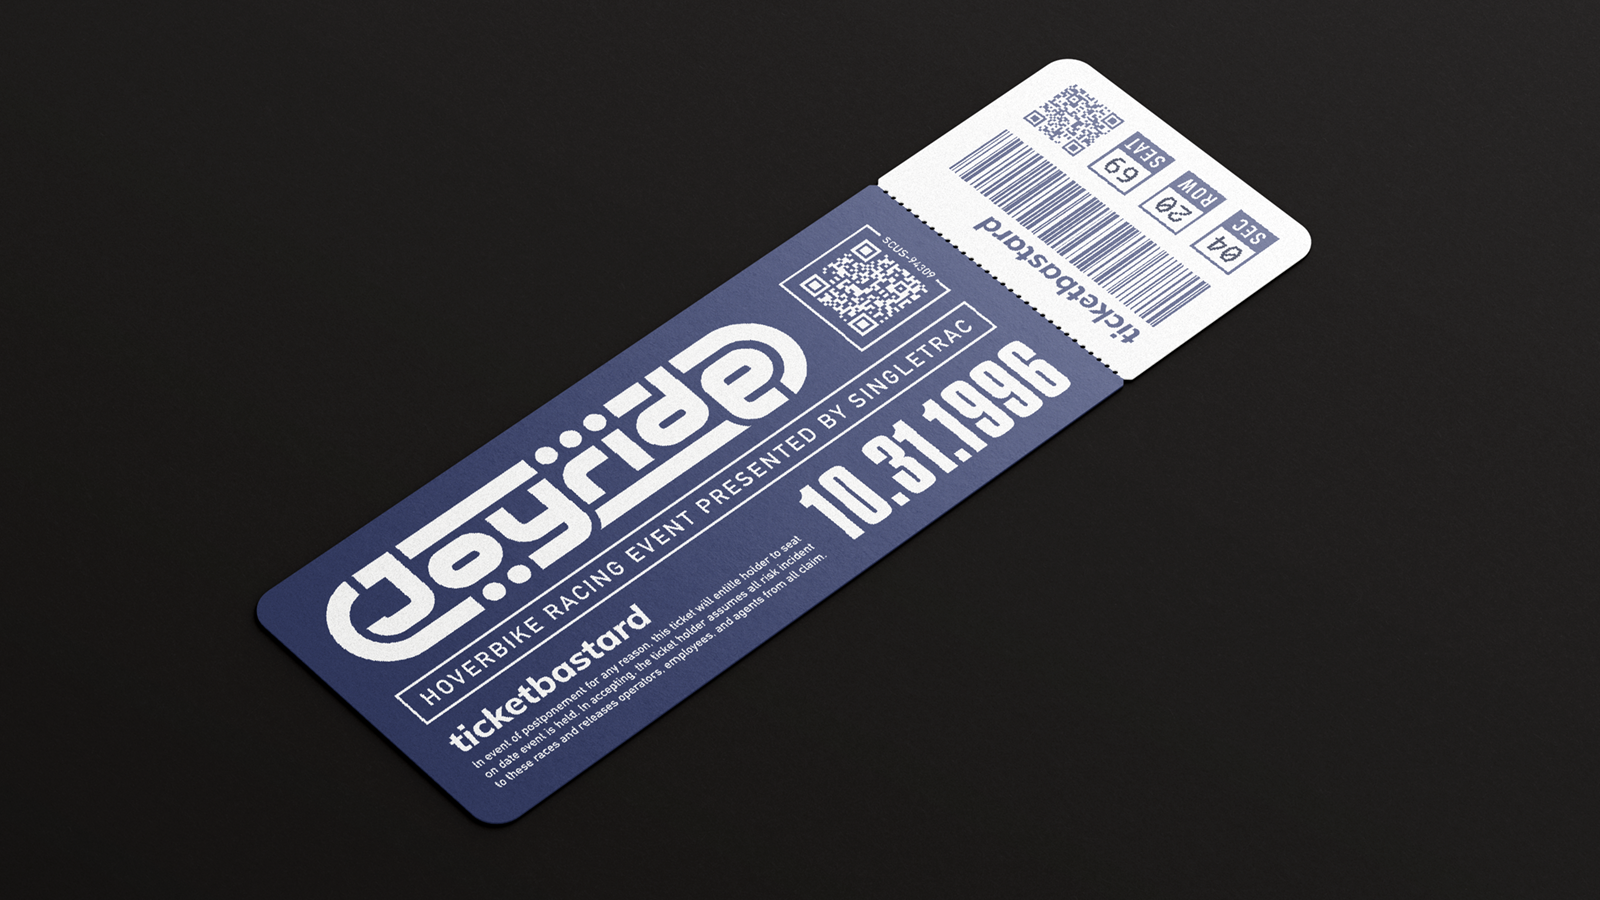 Joyride
SCUS-94309
HOVERBIKE RACING EVENT PRESENTED BY SINGLETRAC
10.31.1996
ticketbastard
In event of postponement for any reason, this ticket will entitle holder to seat
on date event is held. In accepting, the ticket holder assumes all risk incident
to these races and releases operators, employees, and agents from all claim.
ticketbastard
SEC
04
ROW
20
SEAT
69